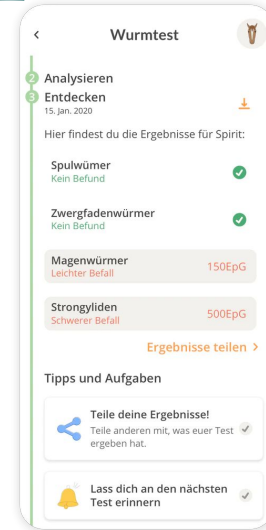 Wurmtest
2 Analysieren
3 Entdecken
15. Jan. 2020
Hier findest du die Ergebnisse für Spirit:
Spulwümer
Kein Befund
Zwergfadenwürmer
Kein Befund
Magenwürmer
Leichter Befall
150EpG
Strongyliden
Schwerer Befall
500EpG
Ergebnisse teilen >
Tipps und Aufgaben
Teile deine Ergebnisse!
Teile anderen mit, was euer Test
ergeben hat.
Lass dich an den nächsten
Test erinnern